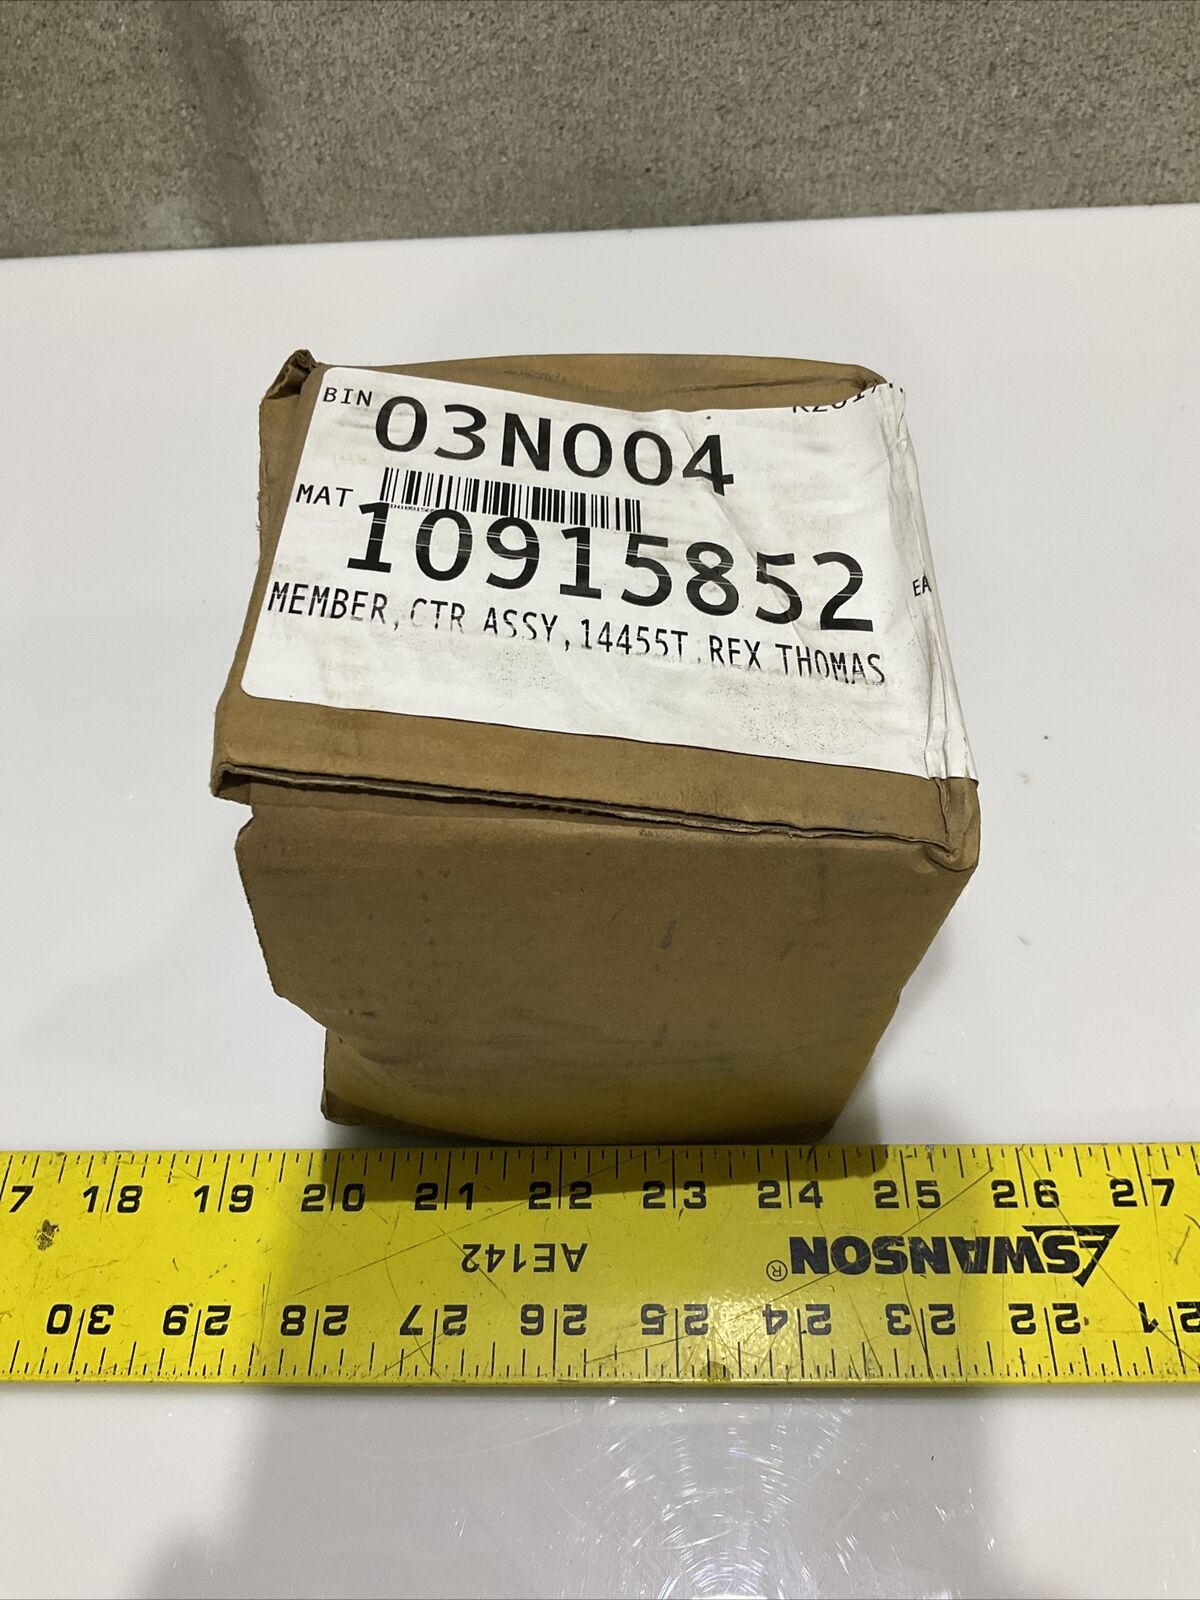 BIN 03N004
MAT 10915852
EA
MEMBER, CTR ASSY, 14455T, REX THOMAS
7 18 19 20 21 22 23 24 25 26 27
AE142 SWANSON®
30 29 28 27 26 25 24 23 22 21